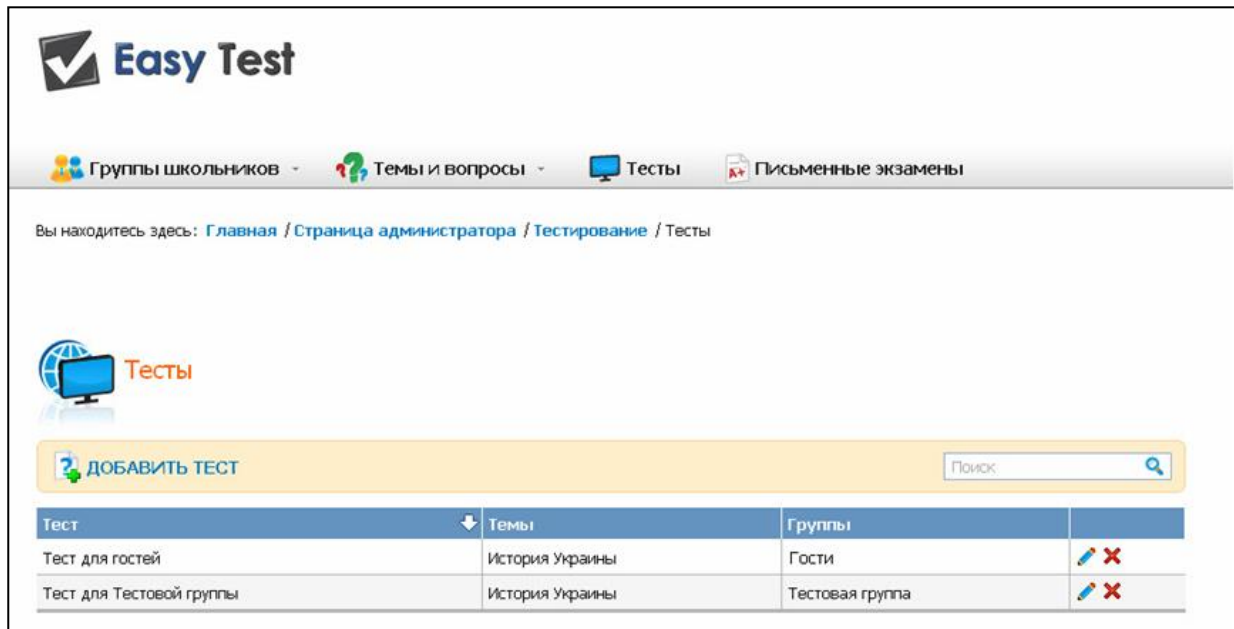 Easy Test
Группы школьников Темы и вопросы Тесты A+ Письменные экзамены
Вы находитесь здесь: Главная / Страница администратора / Тестирование / Тесты
Тесты
ДОБАВИТЬ ТЕСТ Поиск
Тест Темы Группы
Тест для гостей История Украины Гости
Тест для Тестовой группы История Украины Тестовая группа